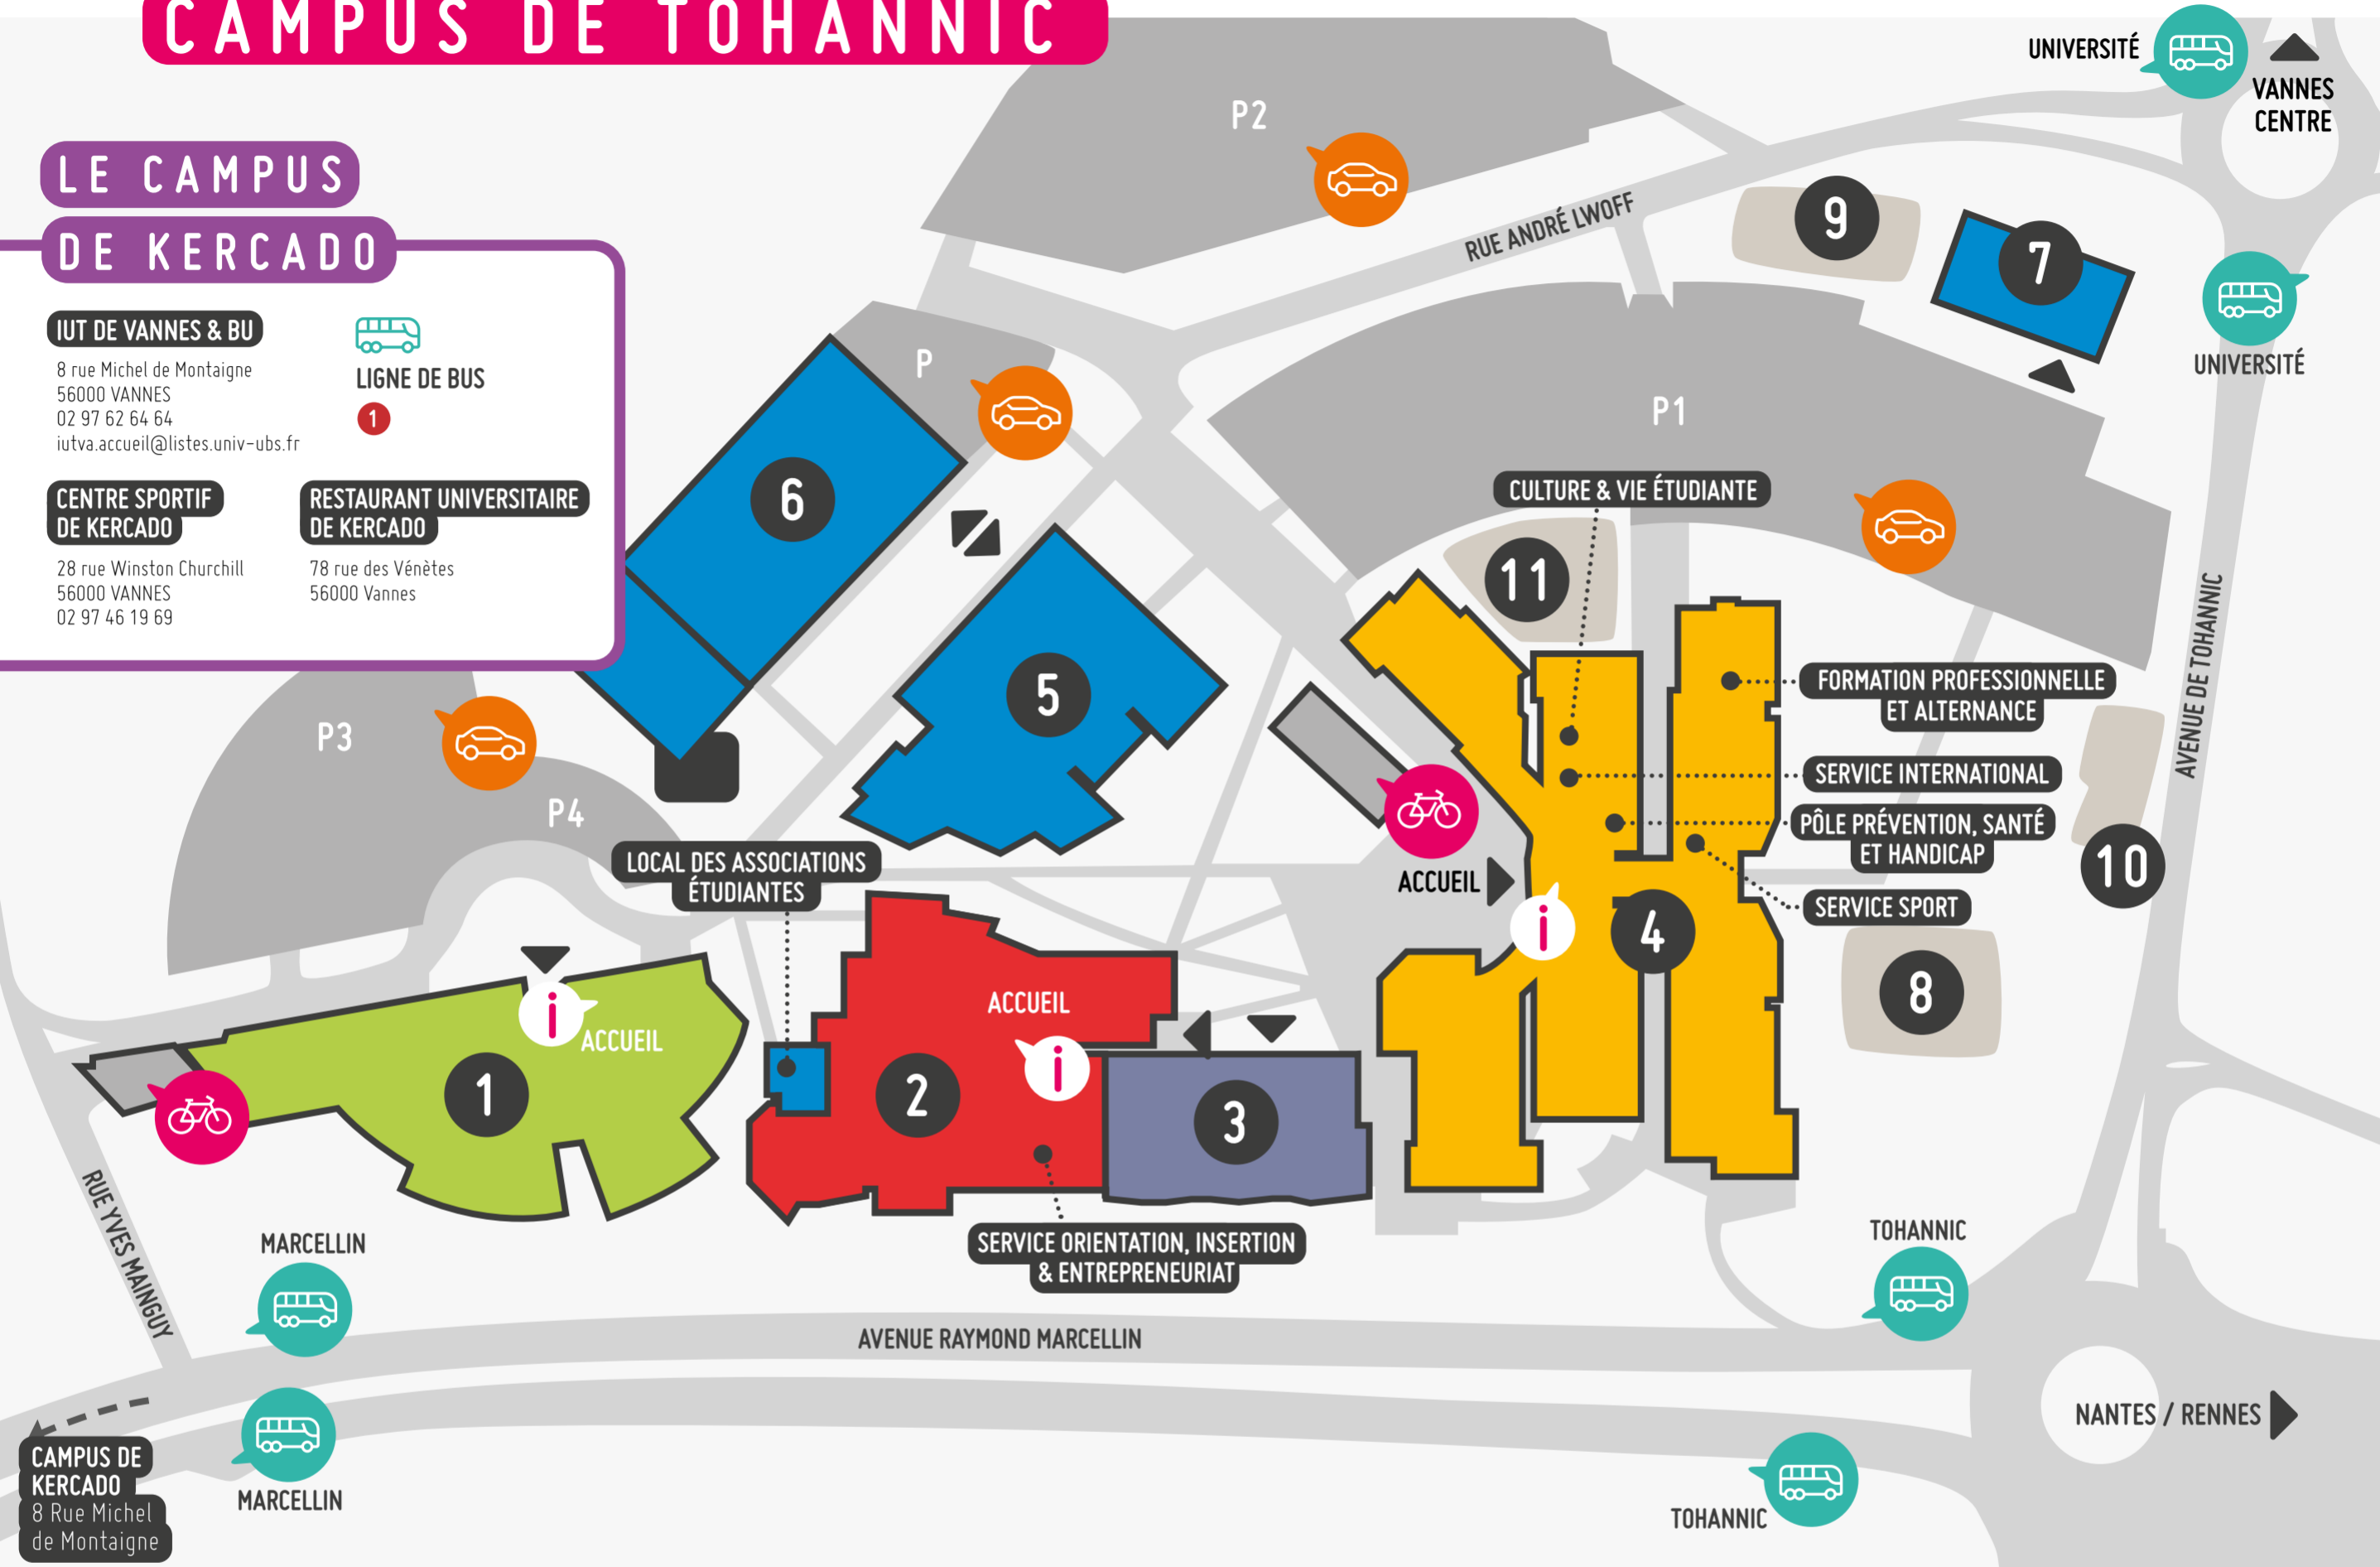 CAMPUS DE TOHANNIC
LE CAMPUS
DE KERCADO
IUT DE VANNES & BU
8 rue Michel de Montaigne
56000 VANNES
02 97 62 64 64
iutva.accueil@listes.univ-ubs.fr
LIGNE DE BUS
1
CENTRE SPORTIF
DE KERCADO
28 rue Winston Churchill
56000 VANNES
02 97 46 19 69
RESTAURANT UNIVERSITAIRE
DE KERCADO
78 rue des Vénètes
56000 Vannes
UNIVERSITÉ
VANNES
CENTRE
P2
RUE ANDRÉ LWOFF
9
7
UNIVERSITÉ
P
P1
6
CULTURE & VIE ÉTUDIANTE
11
AVENUE DE TOHANNIC
5
FORMATION PROFESSIONNELLE
ET ALTERNANCE
P3
SERVICE INTERNATIONAL
P4
PÔLE PRÉVENTION, SANTÉ
ET HANDICAP
10
LOCAL DES ASSOCIATIONS
ÉTUDIANTES
ACCUEIL
SERVICE SPORT
i
4
8
i
ACCUEIL
ACCUEIL
i
1
2
3
RUE YVES MAINGUY
SERVICE ORIENTATION, INSERTION
& ENTREPRENEURIAT
MARCELLIN
TOHANNIC
AVENUE RAYMOND MARCELLIN
NANTES / RENNES
CAMPUS DE
KERCADO
8 Rue Michel
de Montaigne
MARCELLIN
TOHANNIC